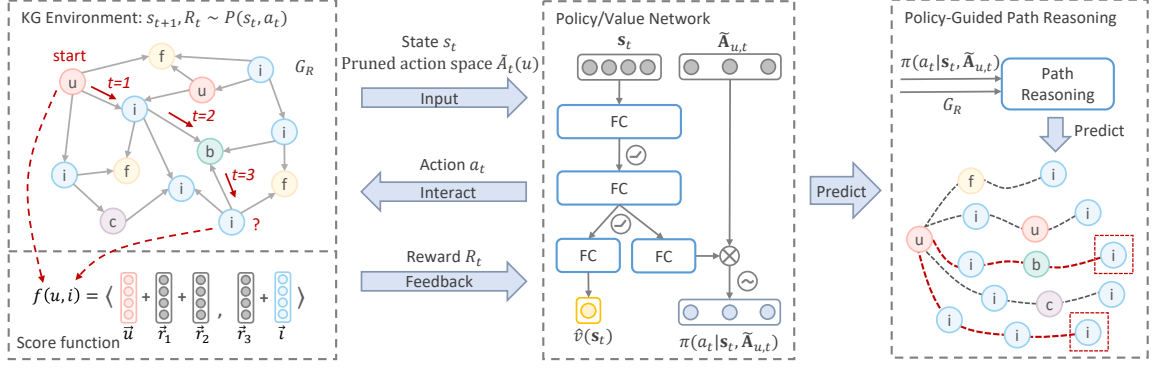 KG Environment: s_{t+1}, R_t ~ P(s_t, a_t)
start
G_R
u
f
i
t=1
u
i
t=2
i
b
i
f
i
t=3
f
c
i
?
f(u,i) = ⟨ + + , + ⟩
u⃗ r⃗_1 r⃗_2 r⃗_3 i⃗
Score function
State s_t
Pruned action space Ã_t(u)
Input
Action a_t
Interact
Reward R_t
Feedback
Policy/Value Network
s_t Ã_{u,t}
FC
FC
FC FC
v̂(s_t) π(a_t|s_t, Ã_{u,t})
Predict
Policy-Guided Path Reasoning
π(a_t|s_t, Ã_{u,t})
G_R
Path
Reasoning
Predict
f i
i u i
u i b i
i c i
i i i